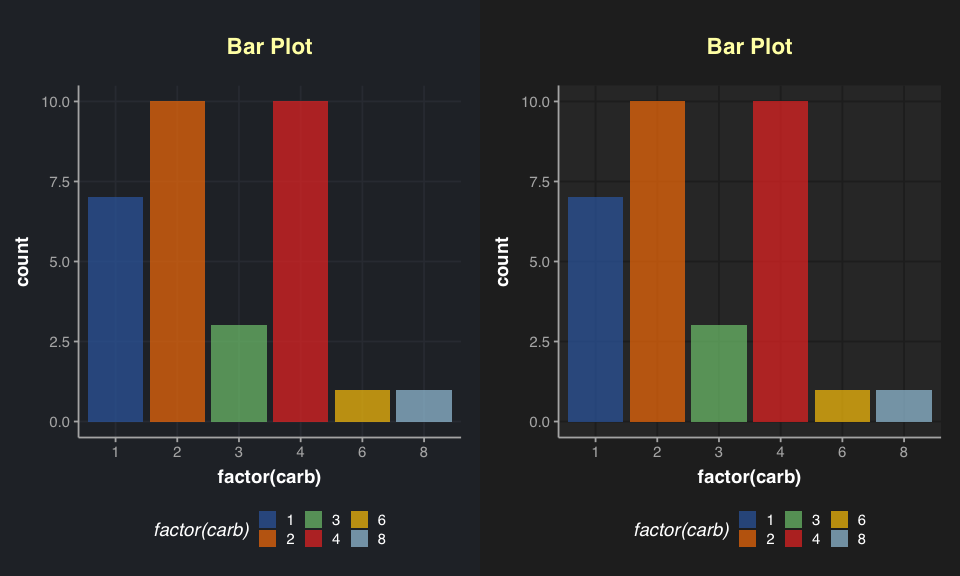 Bar Plot
10.0
7.5
5.0
2.5
0.0
count
1 2 3 4 6 8
factor(carb)
factor(carb) 1 3 6
2 4 8
Bar Plot
10.0
7.5
5.0
2.5
0.0
count
1 2 3 4 6 8
factor(carb)
factor(carb) 1 3 6
2 4 8